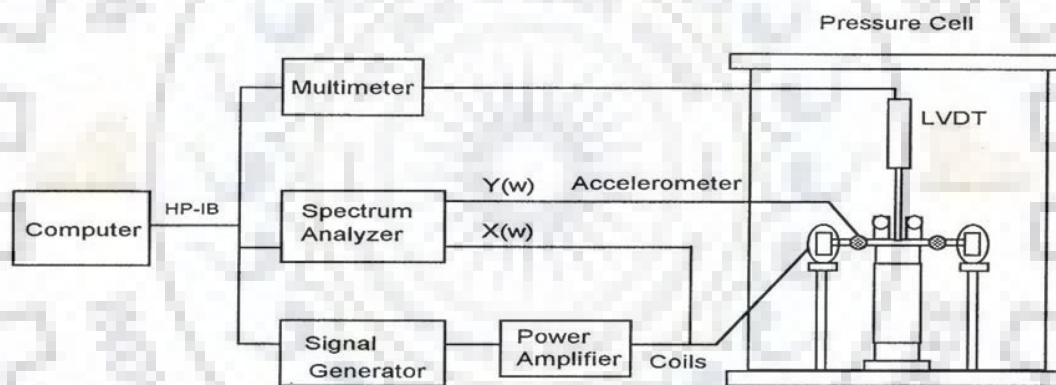 Pressure Cell
Multimeter
LVDT
Computer
HP-IB
Spectrum
Analyzer
Y(w)
Accelerometer
X(w)
Signal
Generator
Power
Amplifier
Coils